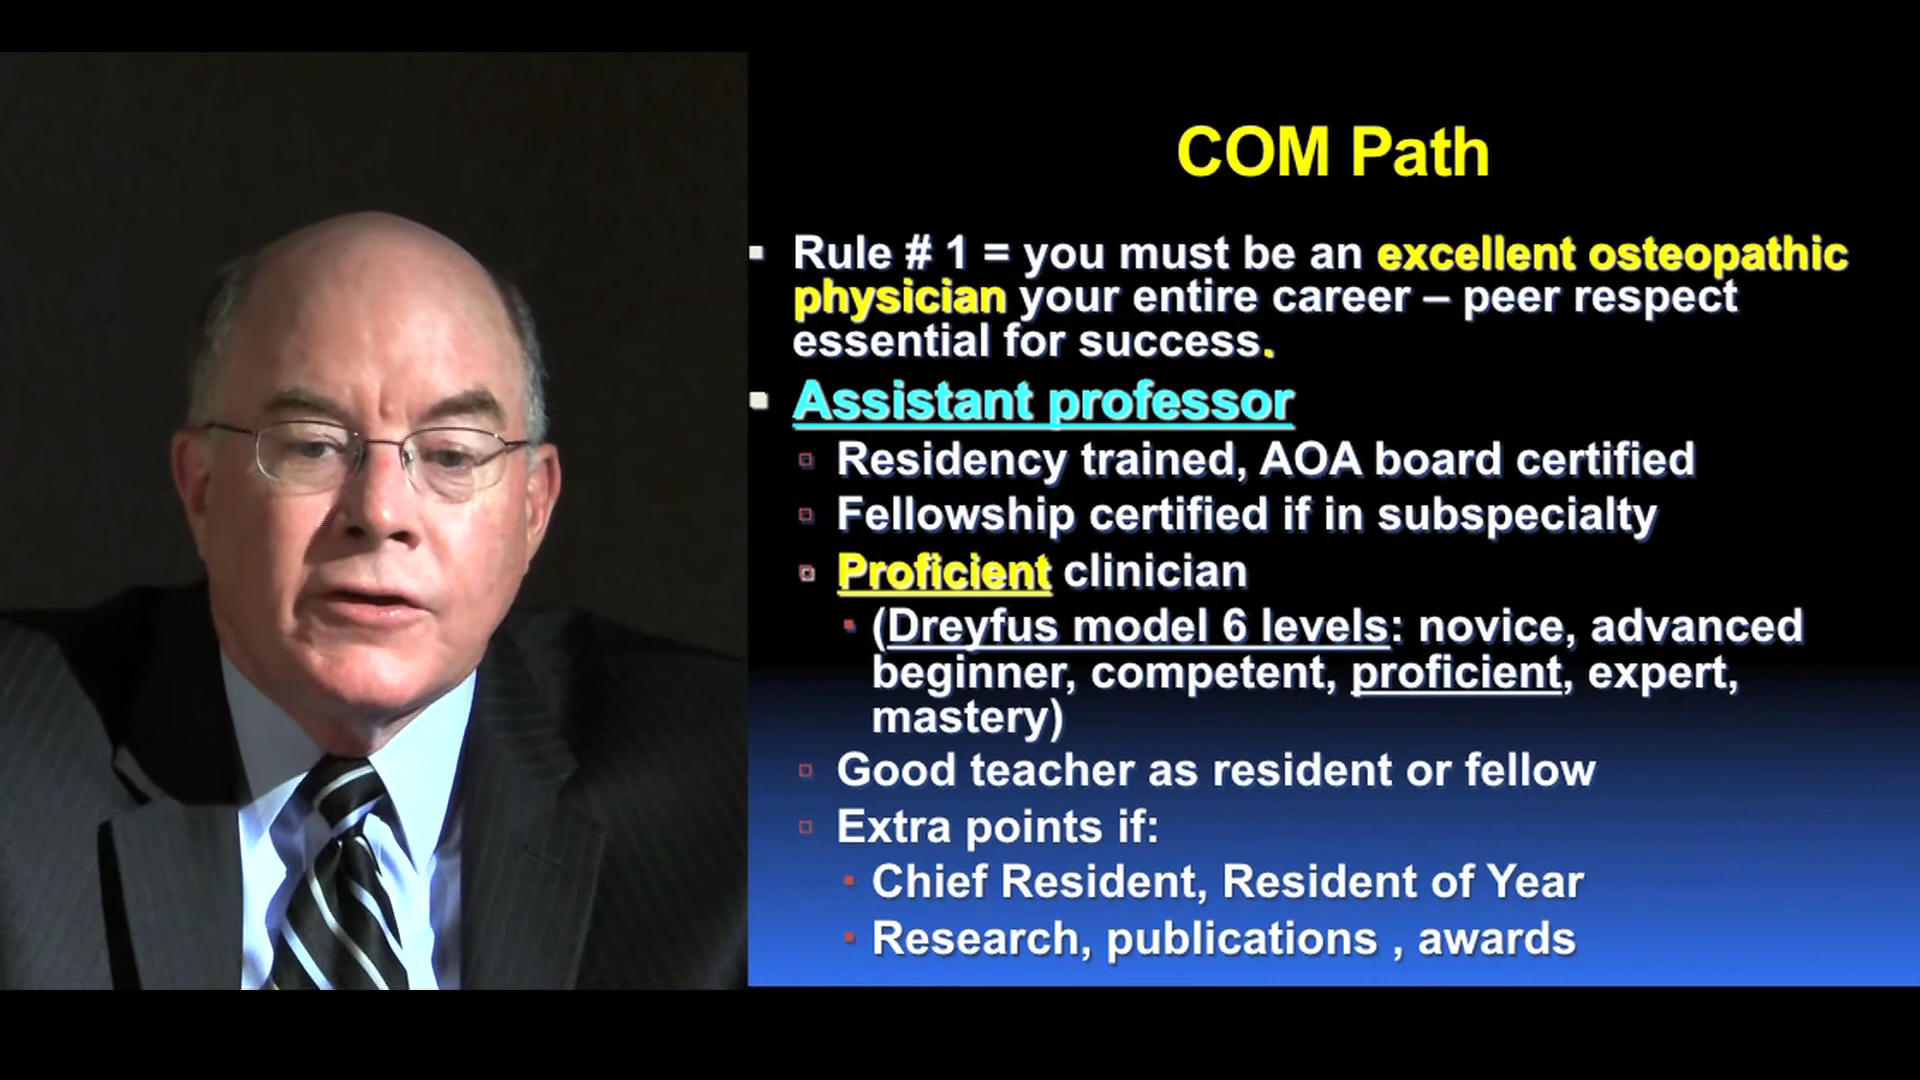 COM Path
Rule # 1 = you must be an excellent osteopathic
physician your entire career – peer respect
essential for success.
Assistant professor
Residency trained, AOA board certified
Fellowship certified if in subspecialty
Proficient clinician
(Dreyfus model 6 levels: novice, advanced
beginner, competent, proficient, expert,
mastery)
Good teacher as resident or fellow
Extra points if:
Chief Resident, Resident of Year
Research, publications , awards